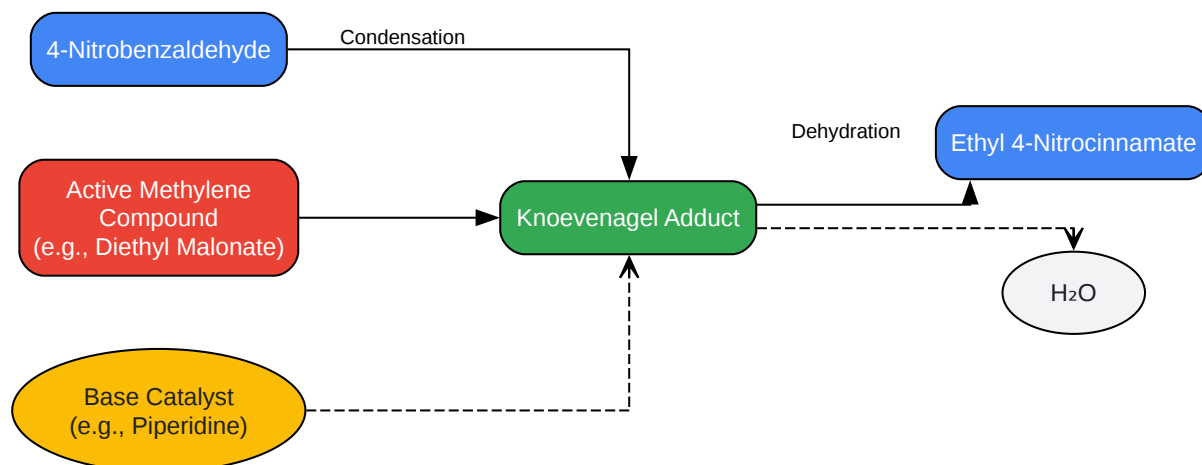 4-Nitrobenzaldehyde
Condensation
Active Methylene
Compound
(e.g., Diethyl Malonate)
Knoevenagel Adduct
Dehydration
Ethyl 4-Nitrocinnamate
H₂O
Base Catalyst
(e.g., Piperidine)